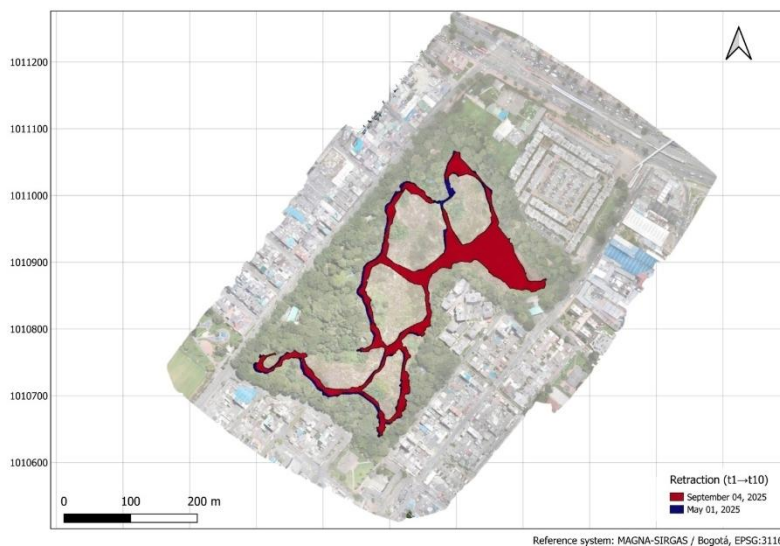 1011200
1011100
1011000
1010900
1010800
1010700
1010600
0 100 200 m
Retraction (t1→t10)
September 04, 2025
May 01, 2025
Reference system: MAGNA-SIRGAS / Bogotá, EPSG:3116